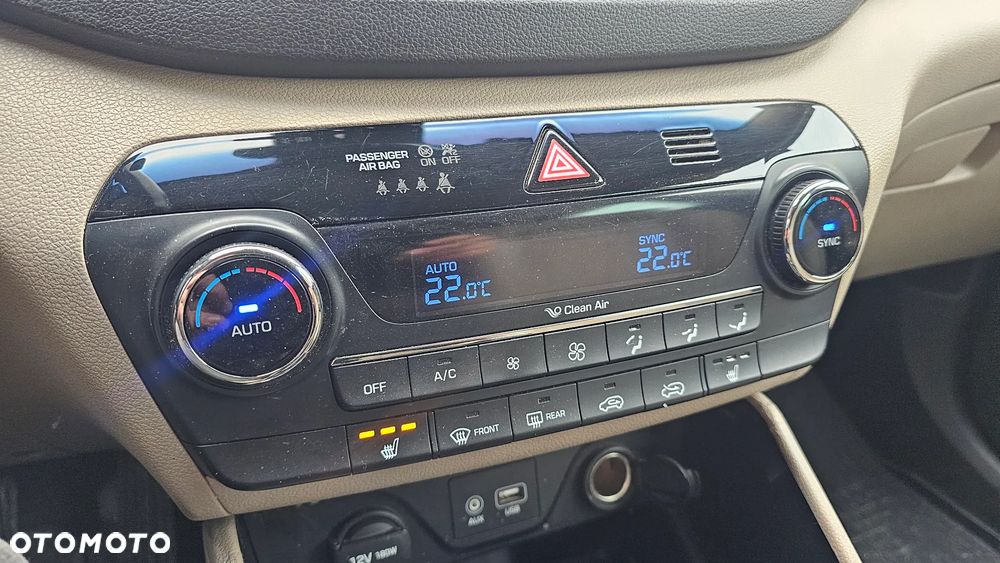 PASSENGER
AIR BAG
ON OFF
AUTO
22.0°C
SYNC
22.0°C
AUTO
SYNC
Clean Air
OFF
A/C
FRONT
REAR
AUX
USB
12V 180W
OTOMOTO